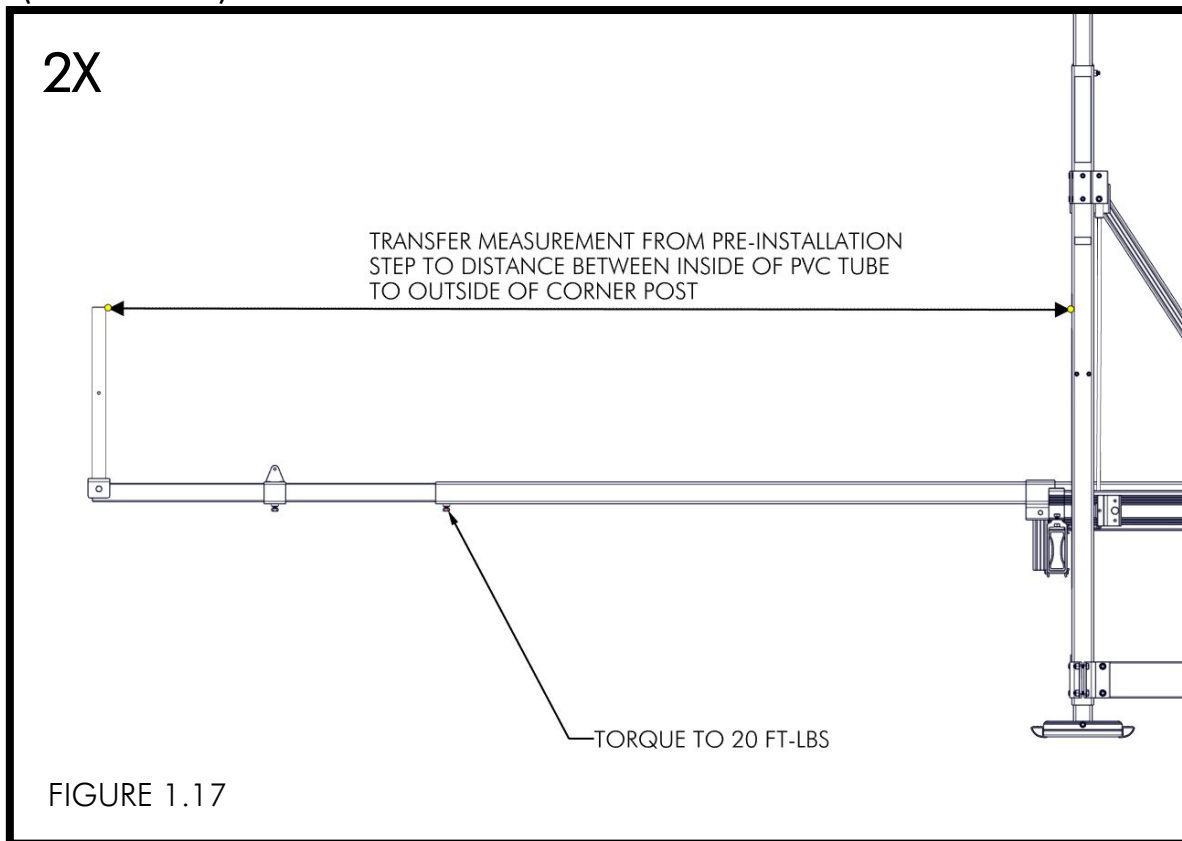 2X
TRANSFER MEASUREMENT FROM PRE-INSTALLATION
STEP TO DISTANCE BETWEEN INSIDE OF PVC TUBE
TO OUTSIDE OF CORNER POST
TORQUE TO 20 FT-LBS
FIGURE 1.17